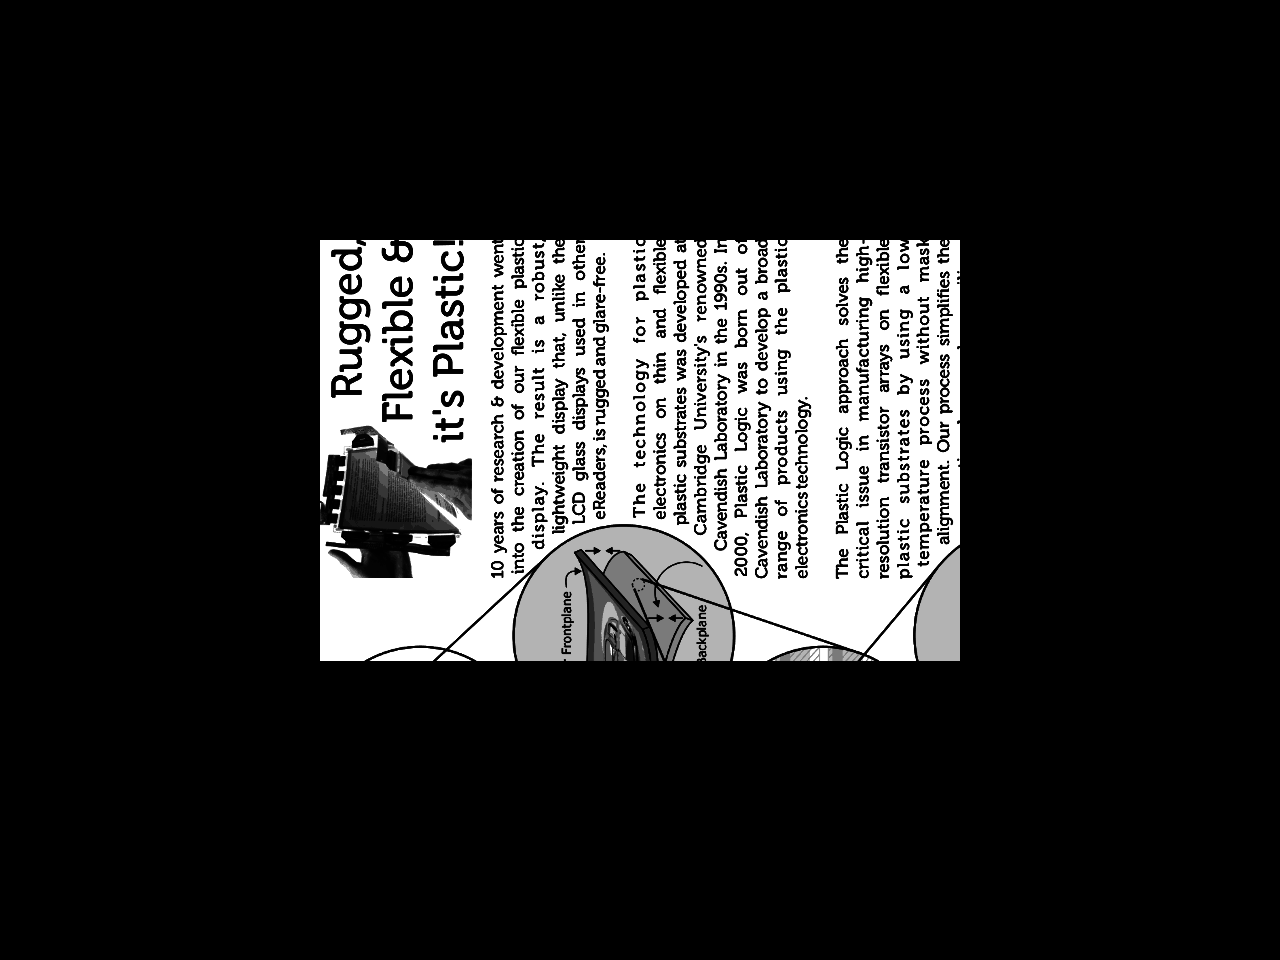 Rugged,
Flexible &
it's Plastic!
10 years of research & development went
into the creation of our flexible plastic
display. The result is a robust,
lightweight display that, unlike the
LCD glass displays used in other
eReaders, is rugged and glare-free.
The technology for plastic
electronics on thin and flexible
plastic substrates was developed at
Cambridge University's renowned
Cavendish Laboratory in the 1990s. In
2000, Plastic Logic was born out of
Cavendish Laboratory to develop a broad
range of products using the plastic
electronics technology.
The Plastic Logic approach solves the
critical issue in manufacturing high-
resolution transistor arrays on flexible
plastic substrates by using a low
temperature process without mask
alignment. Our process simplifies the
Frontplane
Backplane